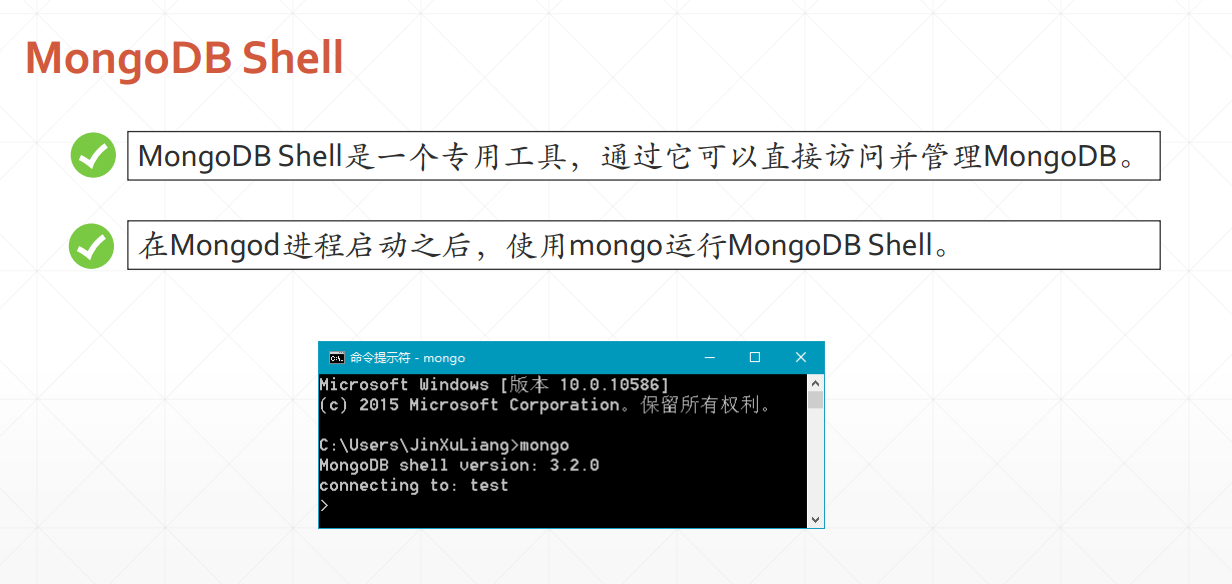 MongoDB Shell
MongoDB Shell是一个专用工具，通过它可以直接访问并管理MongoDB。
在Mongod进程启动之后，使用mongo运行MongoDB Shell。
命令提示符 - mongo
Microsoft Windows [版本 10.0.10586]
(c) 2015 Microsoft Corporation。保留所有权利。
C:\Users\JinXuLiang>mongo
MongoDB shell version: 3.2.0
connecting to: test
>